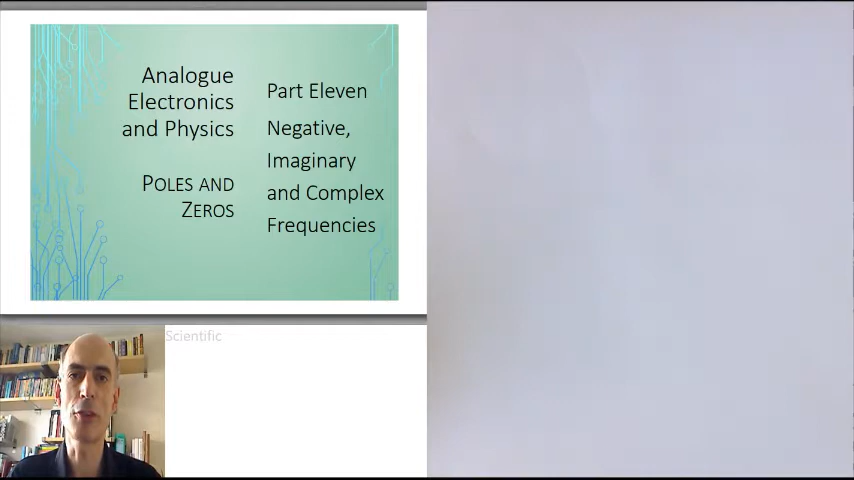 Analogue
Electronics
and Physics
POLES AND
ZEROS
Part Eleven
Negative,
Imaginary
and Complex
Frequencies
Scientific